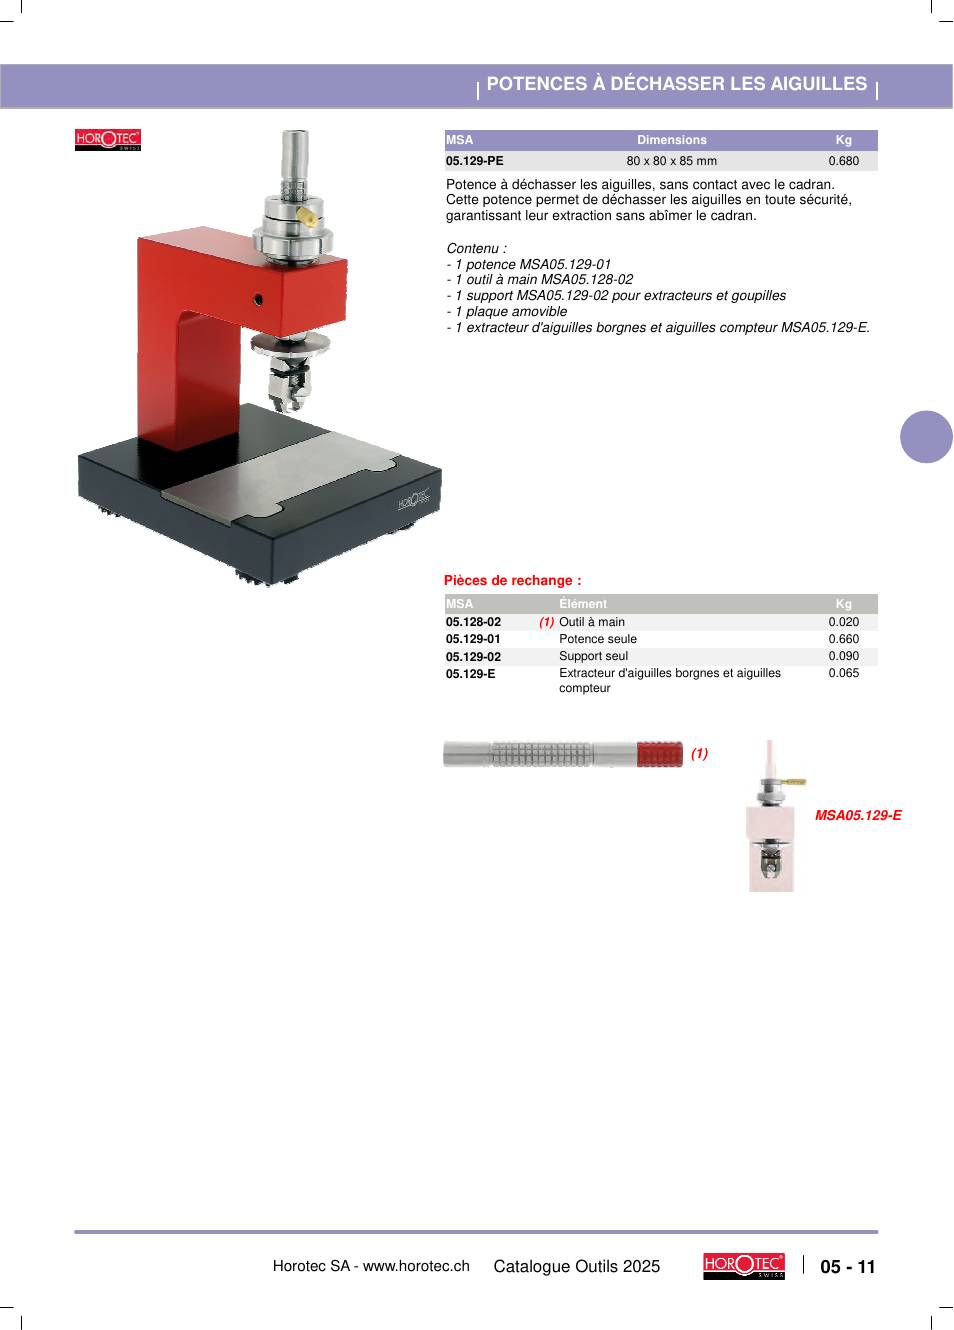 POTENCES À DÉCHASSER LES AIGUILLES
HOROTEC®
SWISS
MSA Dimensions Kg
05.129-PE 80 x 80 x 85 mm 0.680
Potence à déchasser les aiguilles, sans contact avec le cadran.
Cette potence permet de déchasser les aiguilles en toute sécurité,
garantissant leur extraction sans abîmer le cadran.
Contenu :
- 1 potence MSA05.129-01
- 1 outil à main MSA05.128-02
- 1 support MSA05.129-02 pour extracteurs et goupilles
- 1 plaque amovible
- 1 extracteur d'aiguilles borgnes et aiguilles compteur MSA05.129-E.
HOROTEC
SWISS
Pièces de rechange :
MSA Élément Kg
05.128-02 (1) Outil à main 0.020
05.129-01 Potence seule 0.660
05.129-02 Support seul 0.090
05.129-E Extracteur d'aiguilles borgnes et aiguilles 0.065
compteur
(1)
MSA05.129-E
Horotec SA - www.horotec.ch Catalogue Outils 2025
HOROTEC®
SWISS
05 - 11